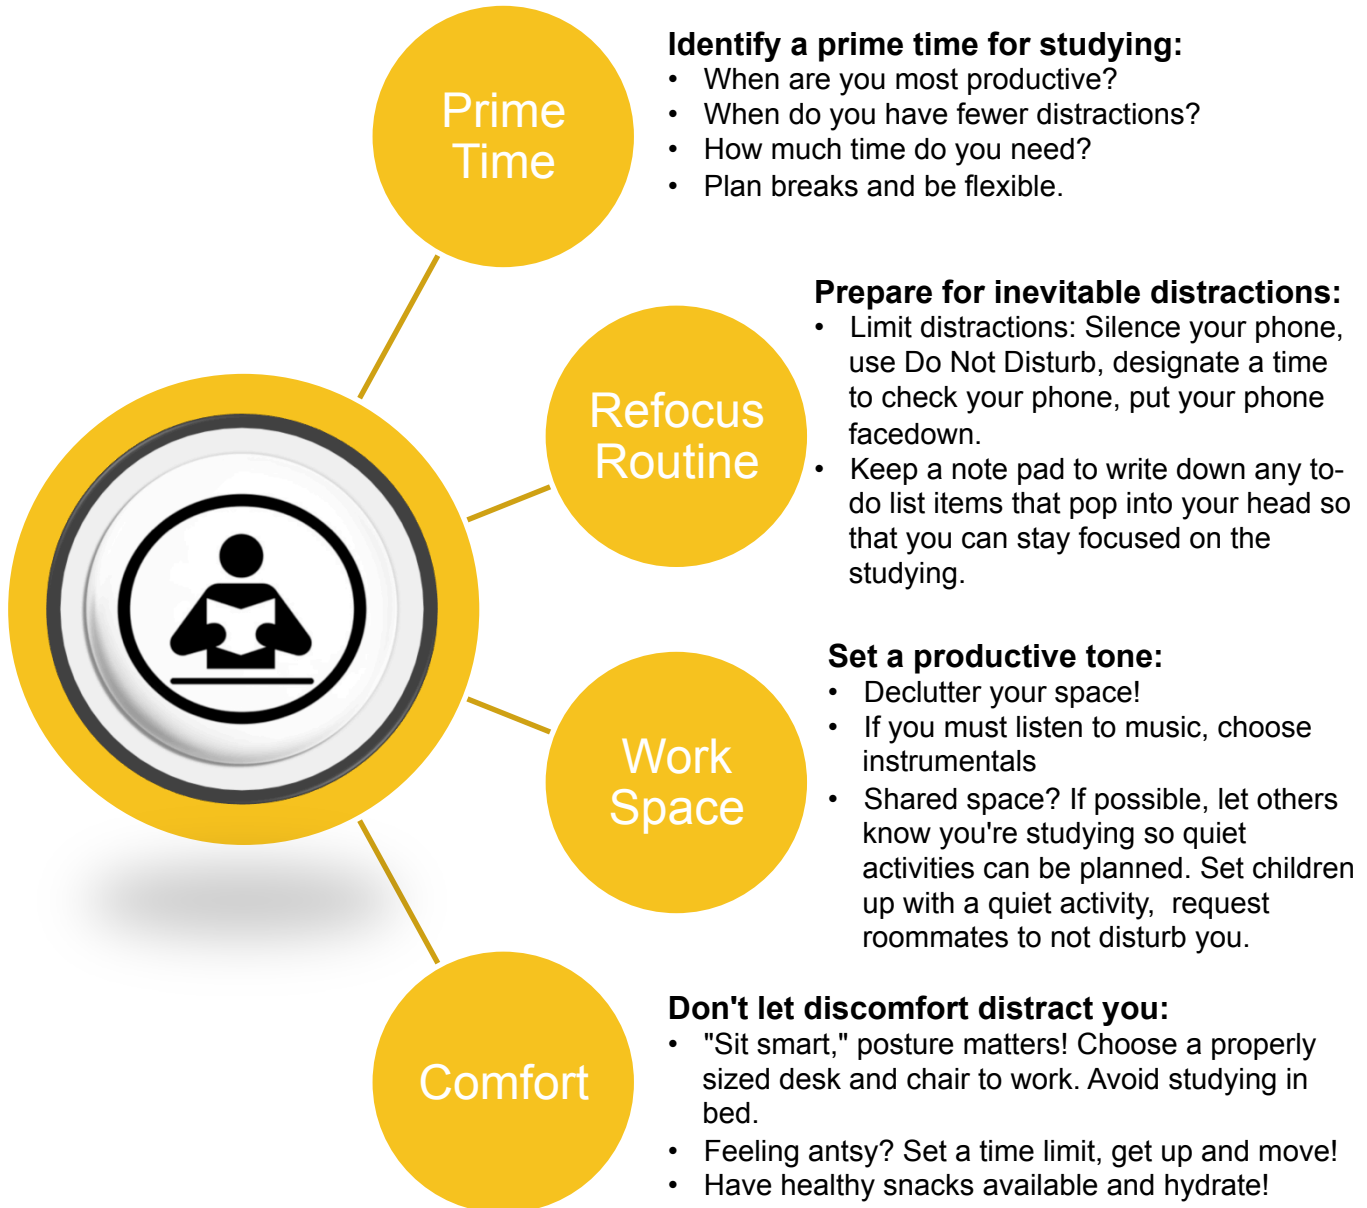 Prime
Time
Identify a prime time for studying:
• When are you most productive?
• When do you have fewer distractions?
• How much time do you need?
• Plan breaks and be flexible.
Refocus
Routine
Prepare for inevitable distractions:
• Limit distractions: Silence your phone,
use Do Not Disturb, designate a time
to check your phone, put your phone
facedown.
• Keep a note pad to write down any to-
do list items that pop into your head so
that you can stay focused on the
studying.
Work
Space
Set a productive tone:
• Declutter your space!
• If you must listen to music, choose
instrumentals
• Shared space? If possible, let others
know you're studying so quiet
activities can be planned. Set children
up with a quiet activity,  request
roommates to not disturb you.
Comfort
Don't let discomfort distract you:
• "Sit smart," posture matters! Choose a properly
sized desk and chair to work. Avoid studying in
bed.
• Feeling antsy? Set a time limit, get up and move!
• Have healthy snacks available and hydrate!